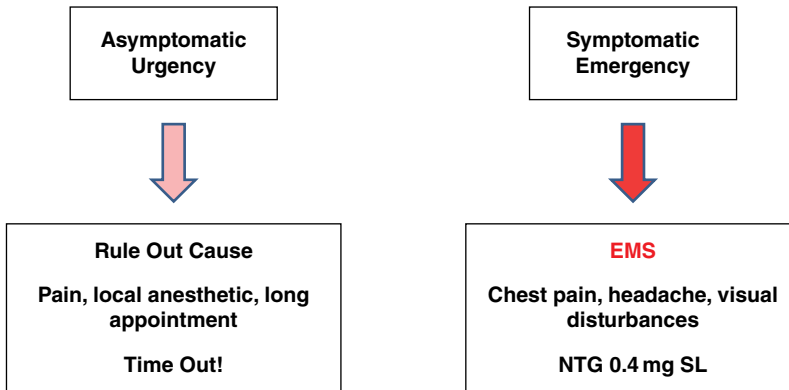 Asymptomatic
Urgency
Symptomatic
Emergency
Rule Out Cause
Pain, local anesthetic, long
appointment
Time Out!
EMS
Chest pain, headache, visual
disturbances
NTG 0.4 mg SL